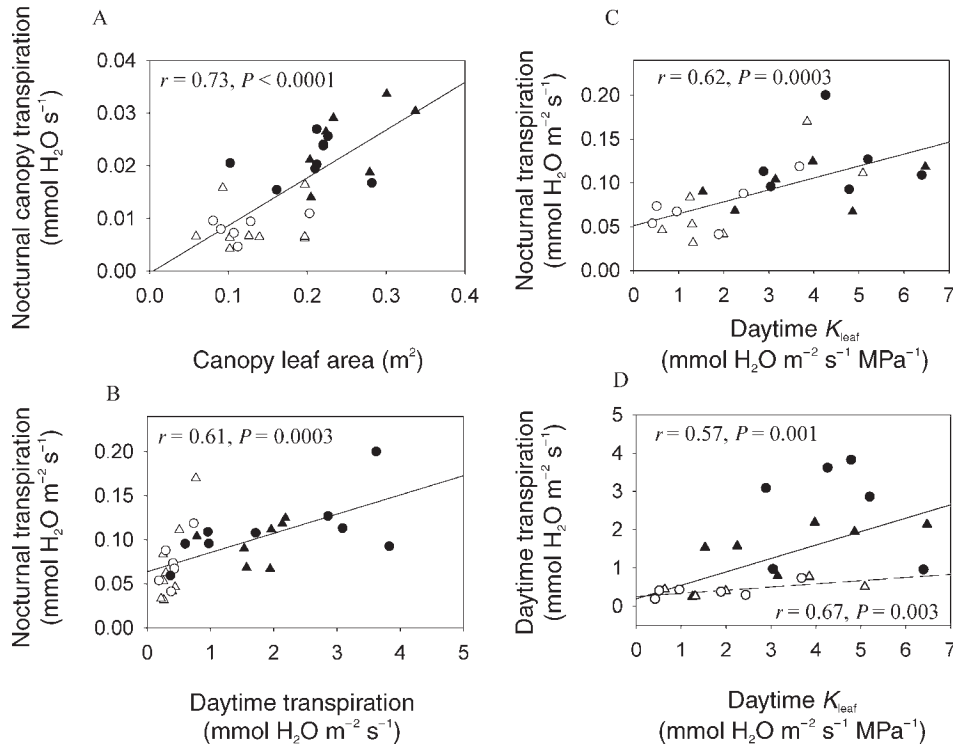 A
r = 0.73, P < 0.0001
Nocturnal canopy transpiration
(mmol H₂O s⁻¹)
0.04
0.03
0.02
0.01
0.00
0.0 0.1 0.2 0.3 0.4
Canopy leaf area (m²)
C
r = 0.62, P = 0.0003
Nocturnal transpiration
(mmol H₂O m⁻² s⁻¹)
0.20
0.15
0.10
0.05
0.00
0 1 2 3 4 5 6 7
Daytime K_leaf
(mmol H₂O m⁻² s⁻¹ MPa⁻¹)
B
r = 0.61, P = 0.0003
Nocturnal transpiration
(mmol H₂O m⁻² s⁻¹)
0.20
0.15
0.10
0.05
0.00
0 1 2 3 4 5
Daytime transpiration
(mmol H₂O m⁻² s⁻¹)
D
r = 0.57, P = 0.001
Daytime transpiration
(mmol H₂O m⁻² s⁻¹)
5
4
3
2
1
0
r = 0.67, P = 0.003
0 1 2 3 4 5 6 7
Daytime K_leaf
(mmol H₂O m⁻² s⁻¹ MPa⁻¹)